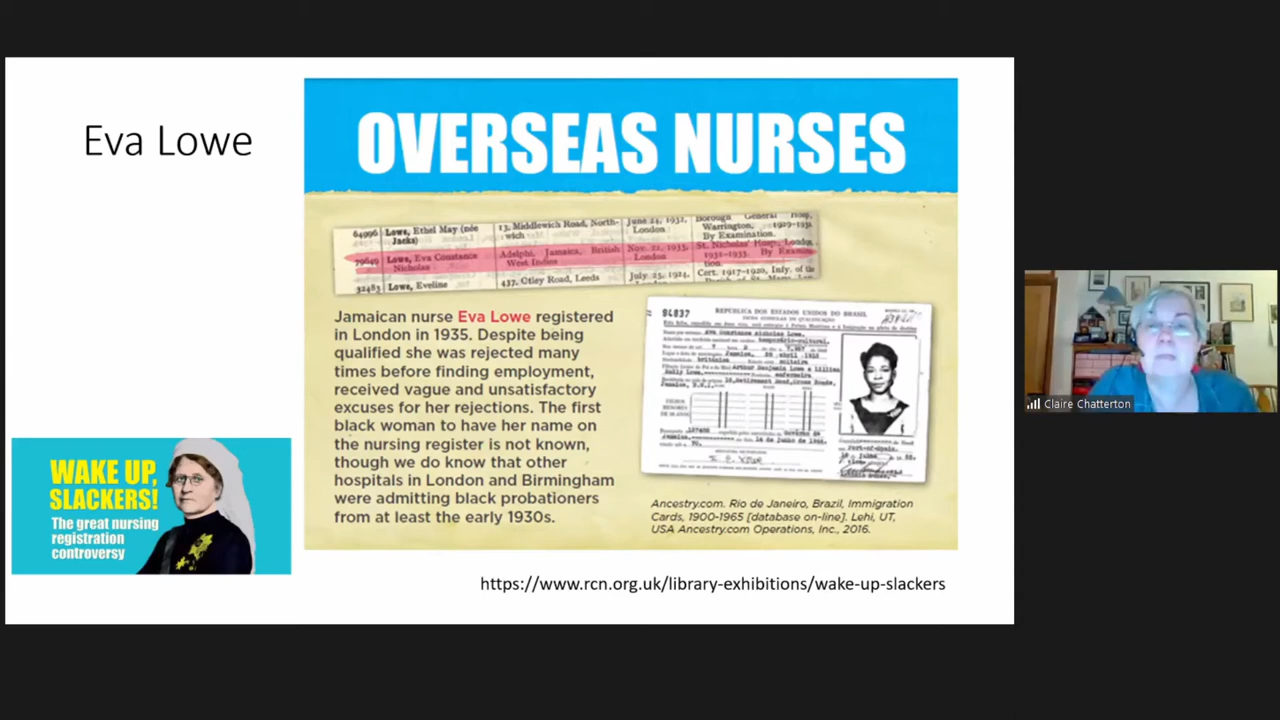 Eva Lowe
OVERSEAS NURSES
64996 Lowe, Ethel May (née Jacks) 13, Middlewich Road, North-wich June 24, 1932, London Borough General Hosp, Warrington, 1929-193 By Examination.
79649 Lowe, Eva Constance Nicholas Adelphi, Jamaica, British West Indies Nov. 22, 1935, London St. Nicholas' Hosp., London 1931-1933. By Examination.
32483 Lowe, Eveline 437, Otley Road, Leeds July 25, 1924, Cert. 1917-1920, Infy. of the
Jamaican nurse Eva Lowe registered
in London in 1935. Despite being
qualified she was rejected many
times before finding employment,
received vague and unsatisfactory
excuses for her rejections. The first
black woman to have her name on
the nursing register is not known,
though we do know that other
hospitals in London and Birmingham
were admitting black probationers
from at least the early 1930s.
94837
REPUBLICA DOS ESTADOS UNIDOS DO BRASIL
Ancestry.com. Rio de Janeiro, Brazil, Immigration
Cards, 1900-1965 [database on-line]. Lehi, UT,
USA Ancestry.com Operations, Inc., 2016.
WAKE UP,
SLACKERS!
The great nursing
registration
controversy
https://www.rcn.org.uk/library-exhibitions/wake-up-slackers
Claire Chatterton